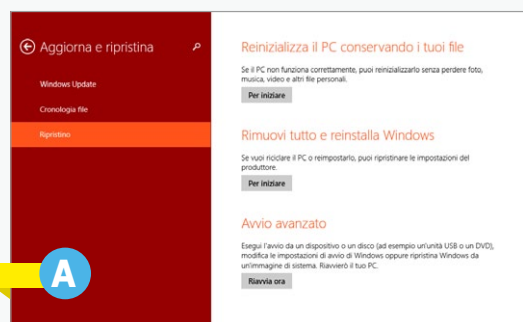 Aggiorna e ripristina
Windows Update
Cronologia file
Ripristino
A
Reinizializza il PC conservando i tuoi file
Se il PC non funziona correttamente, puoi reinizializzarlo senza perdere foto,
musica, video e altri file personali.
Per iniziare
Rimuovi tutto e reinstalla Windows
Se vuoi riciclare il PC o reimpostarlo, puoi ripristinare le impostazioni del
produttore.
Per iniziare
Avvio avanzato
Esegui l'avvio da un dispositivo o un disco (ad esempio un'unità USB o un DVD),
modifica le impostazioni di avvio di Windows oppure ripristina Windows da
un'immagine di sistema. Riavvierò il tuo PC.
Riavvia ora